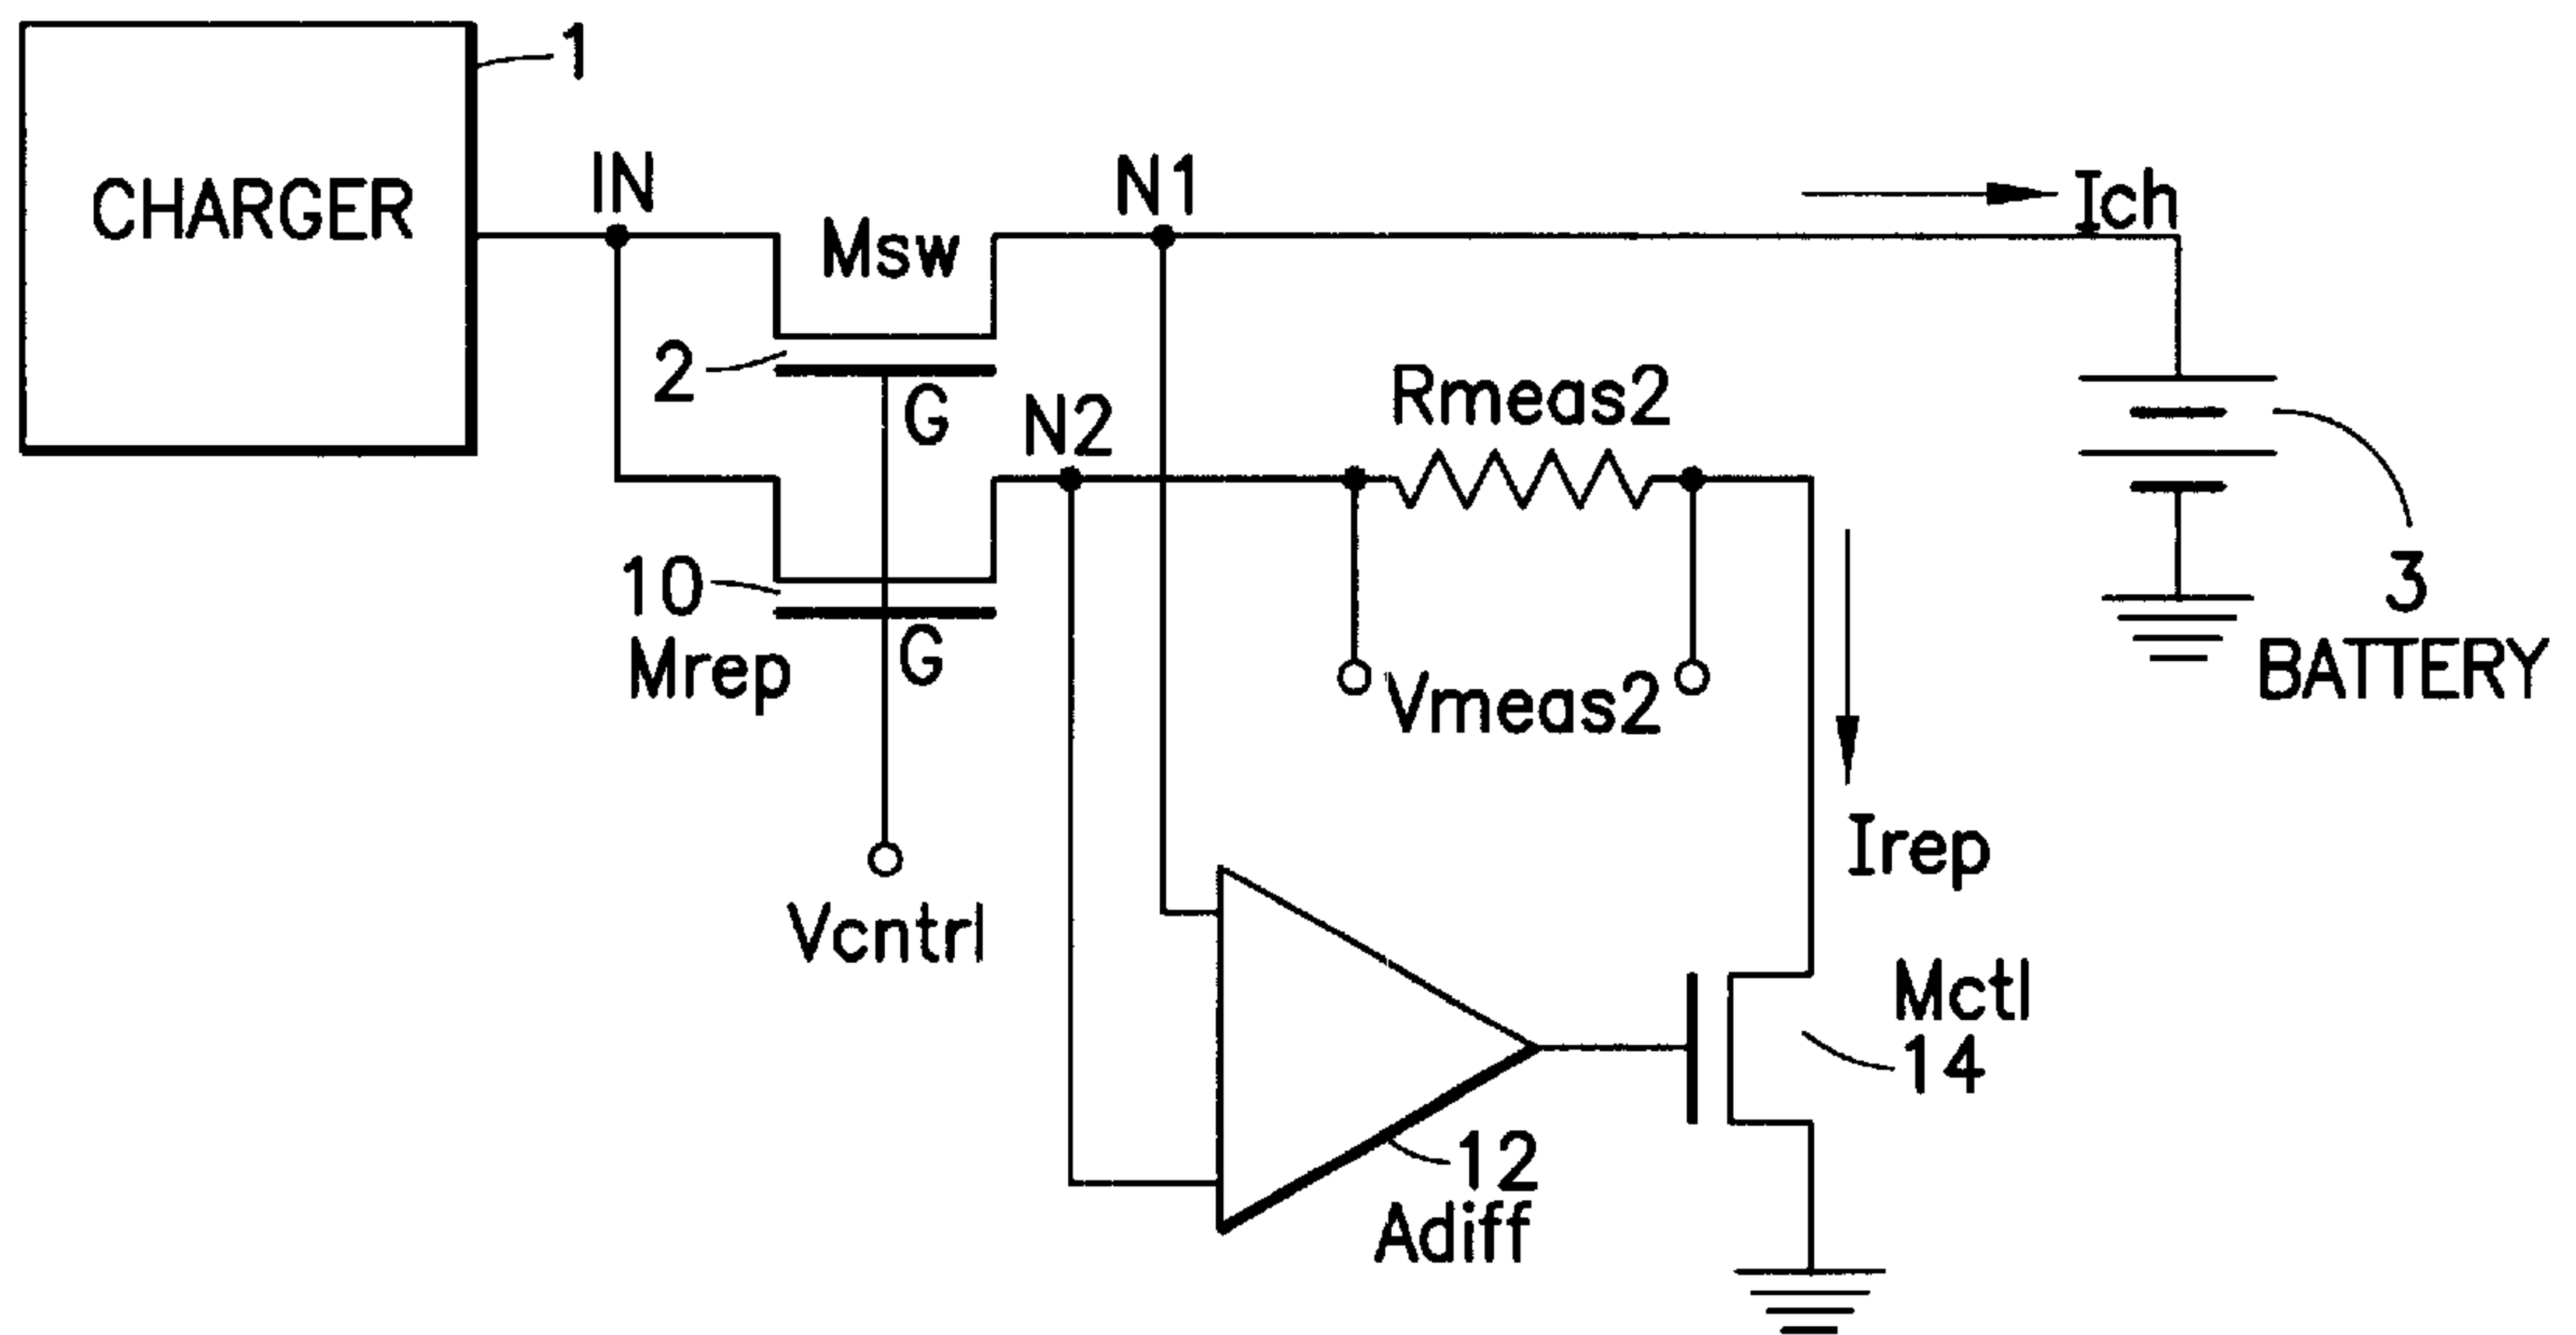 1
CHARGER
IN
Msw
N1
Ich
2
G
N2
Rmeas2
10
Mrep
G
Vmeas2
3
BATTERY
Irep
Vcntrl
Mctl
14
12
Adiff